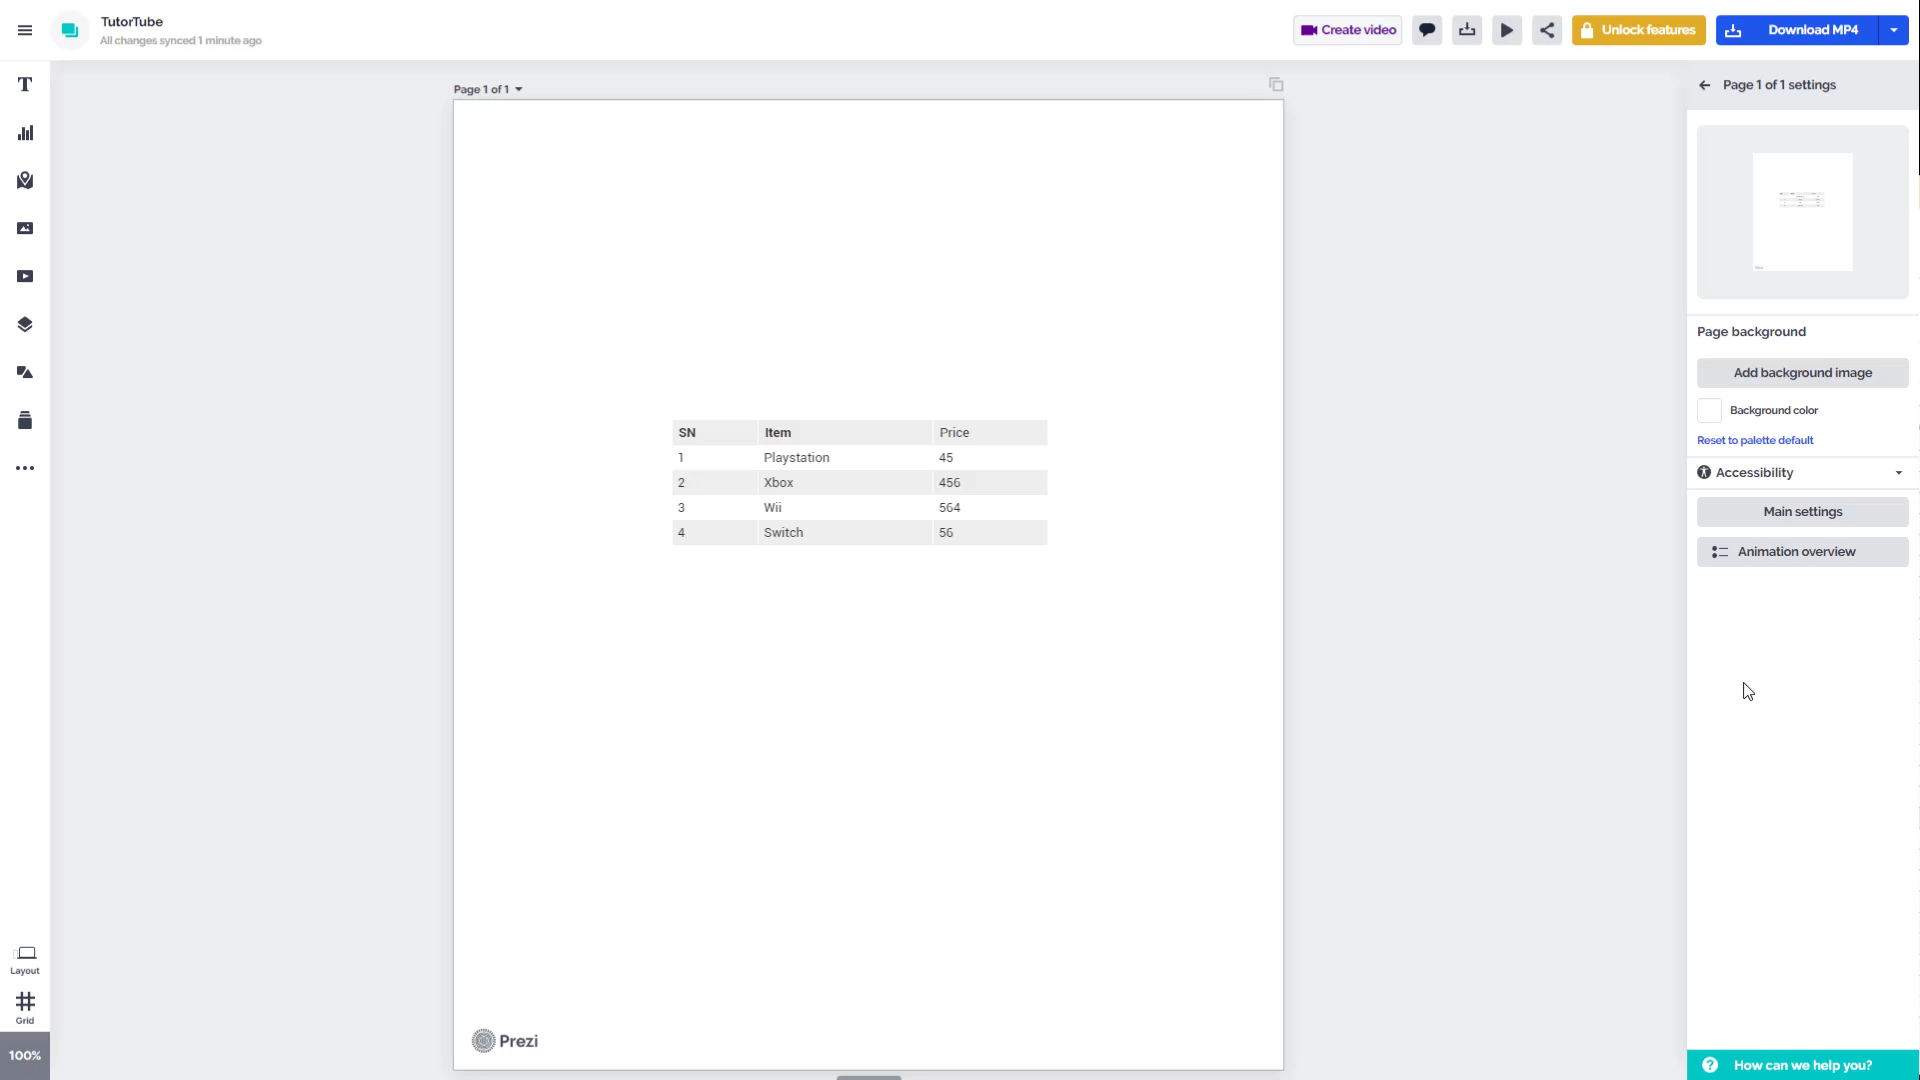 TutorTube
All changes synced 1 minute ago
Create video
Unlock features
Download MP4
Page 1 of 1
Page 1 of 1 settings
Page background
Add background image
Background color
Reset to palette default
Accessibility
Main settings
Animation overview
SN Item Price
1 Playstation 45
2 Xbox 456
3 Wii 564
4 Switch 56
Layout
Grid
100%
Prezi
How can we help you?